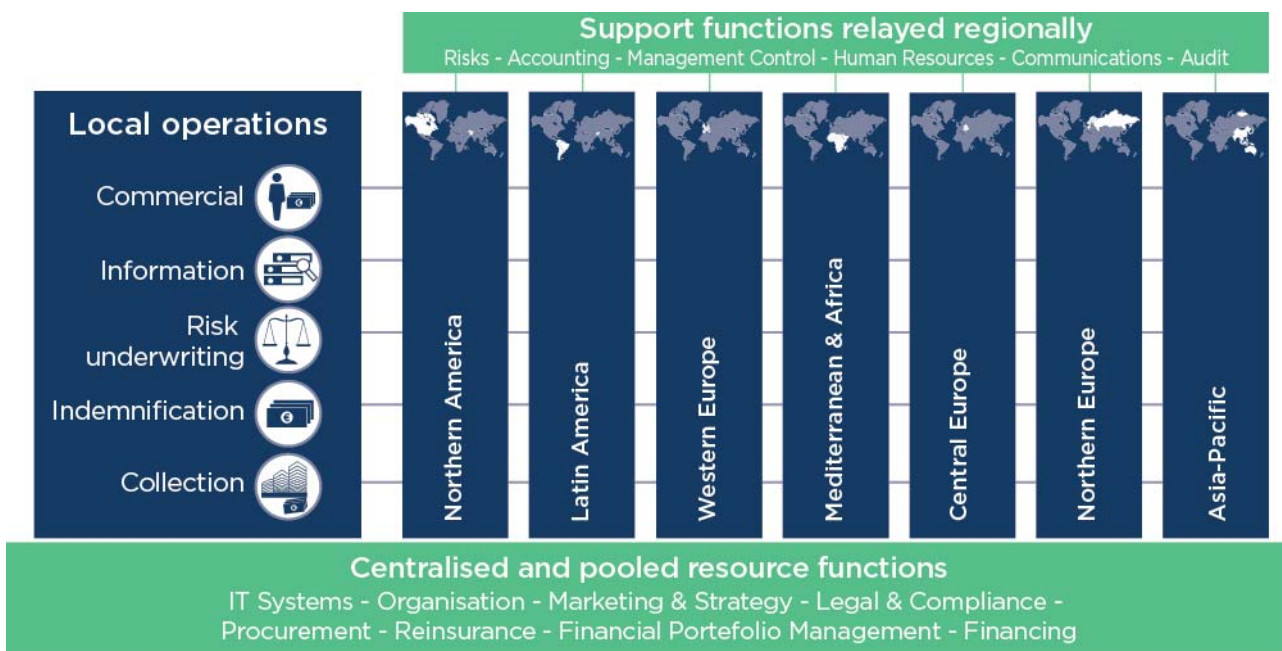 Support functions relayed regionally
Risks - Accounting - Management Control - Human Resources - Communications - Audit
Local operations
Commercial
Information
Risk
underwriting
Indemnification
Collection
Northern America
Latin America
Western Europe
Mediterranean & Africa
Central Europe
Northern Europe
Asia-Pacific
Centralised and pooled resource functions
IT Systems - Organisation - Marketing & Strategy - Legal & Compliance -
Procurement - Reinsurance - Financial Portefolio Management - Financing